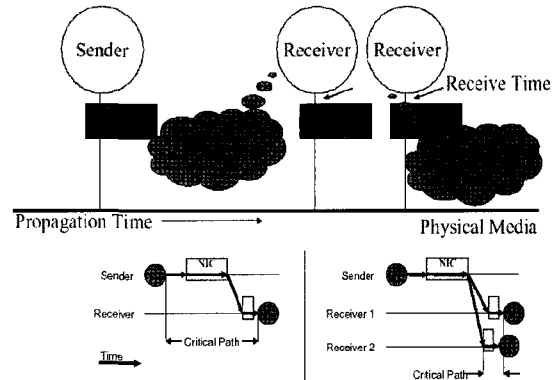 Sender
Receiver
Receiver
Receive Time
Propagation Time
Physical Media
NIC
Sender
Receiver
Critical Path
Time
NIC
Sender
Receiver 1
Receiver 2
Critical Path